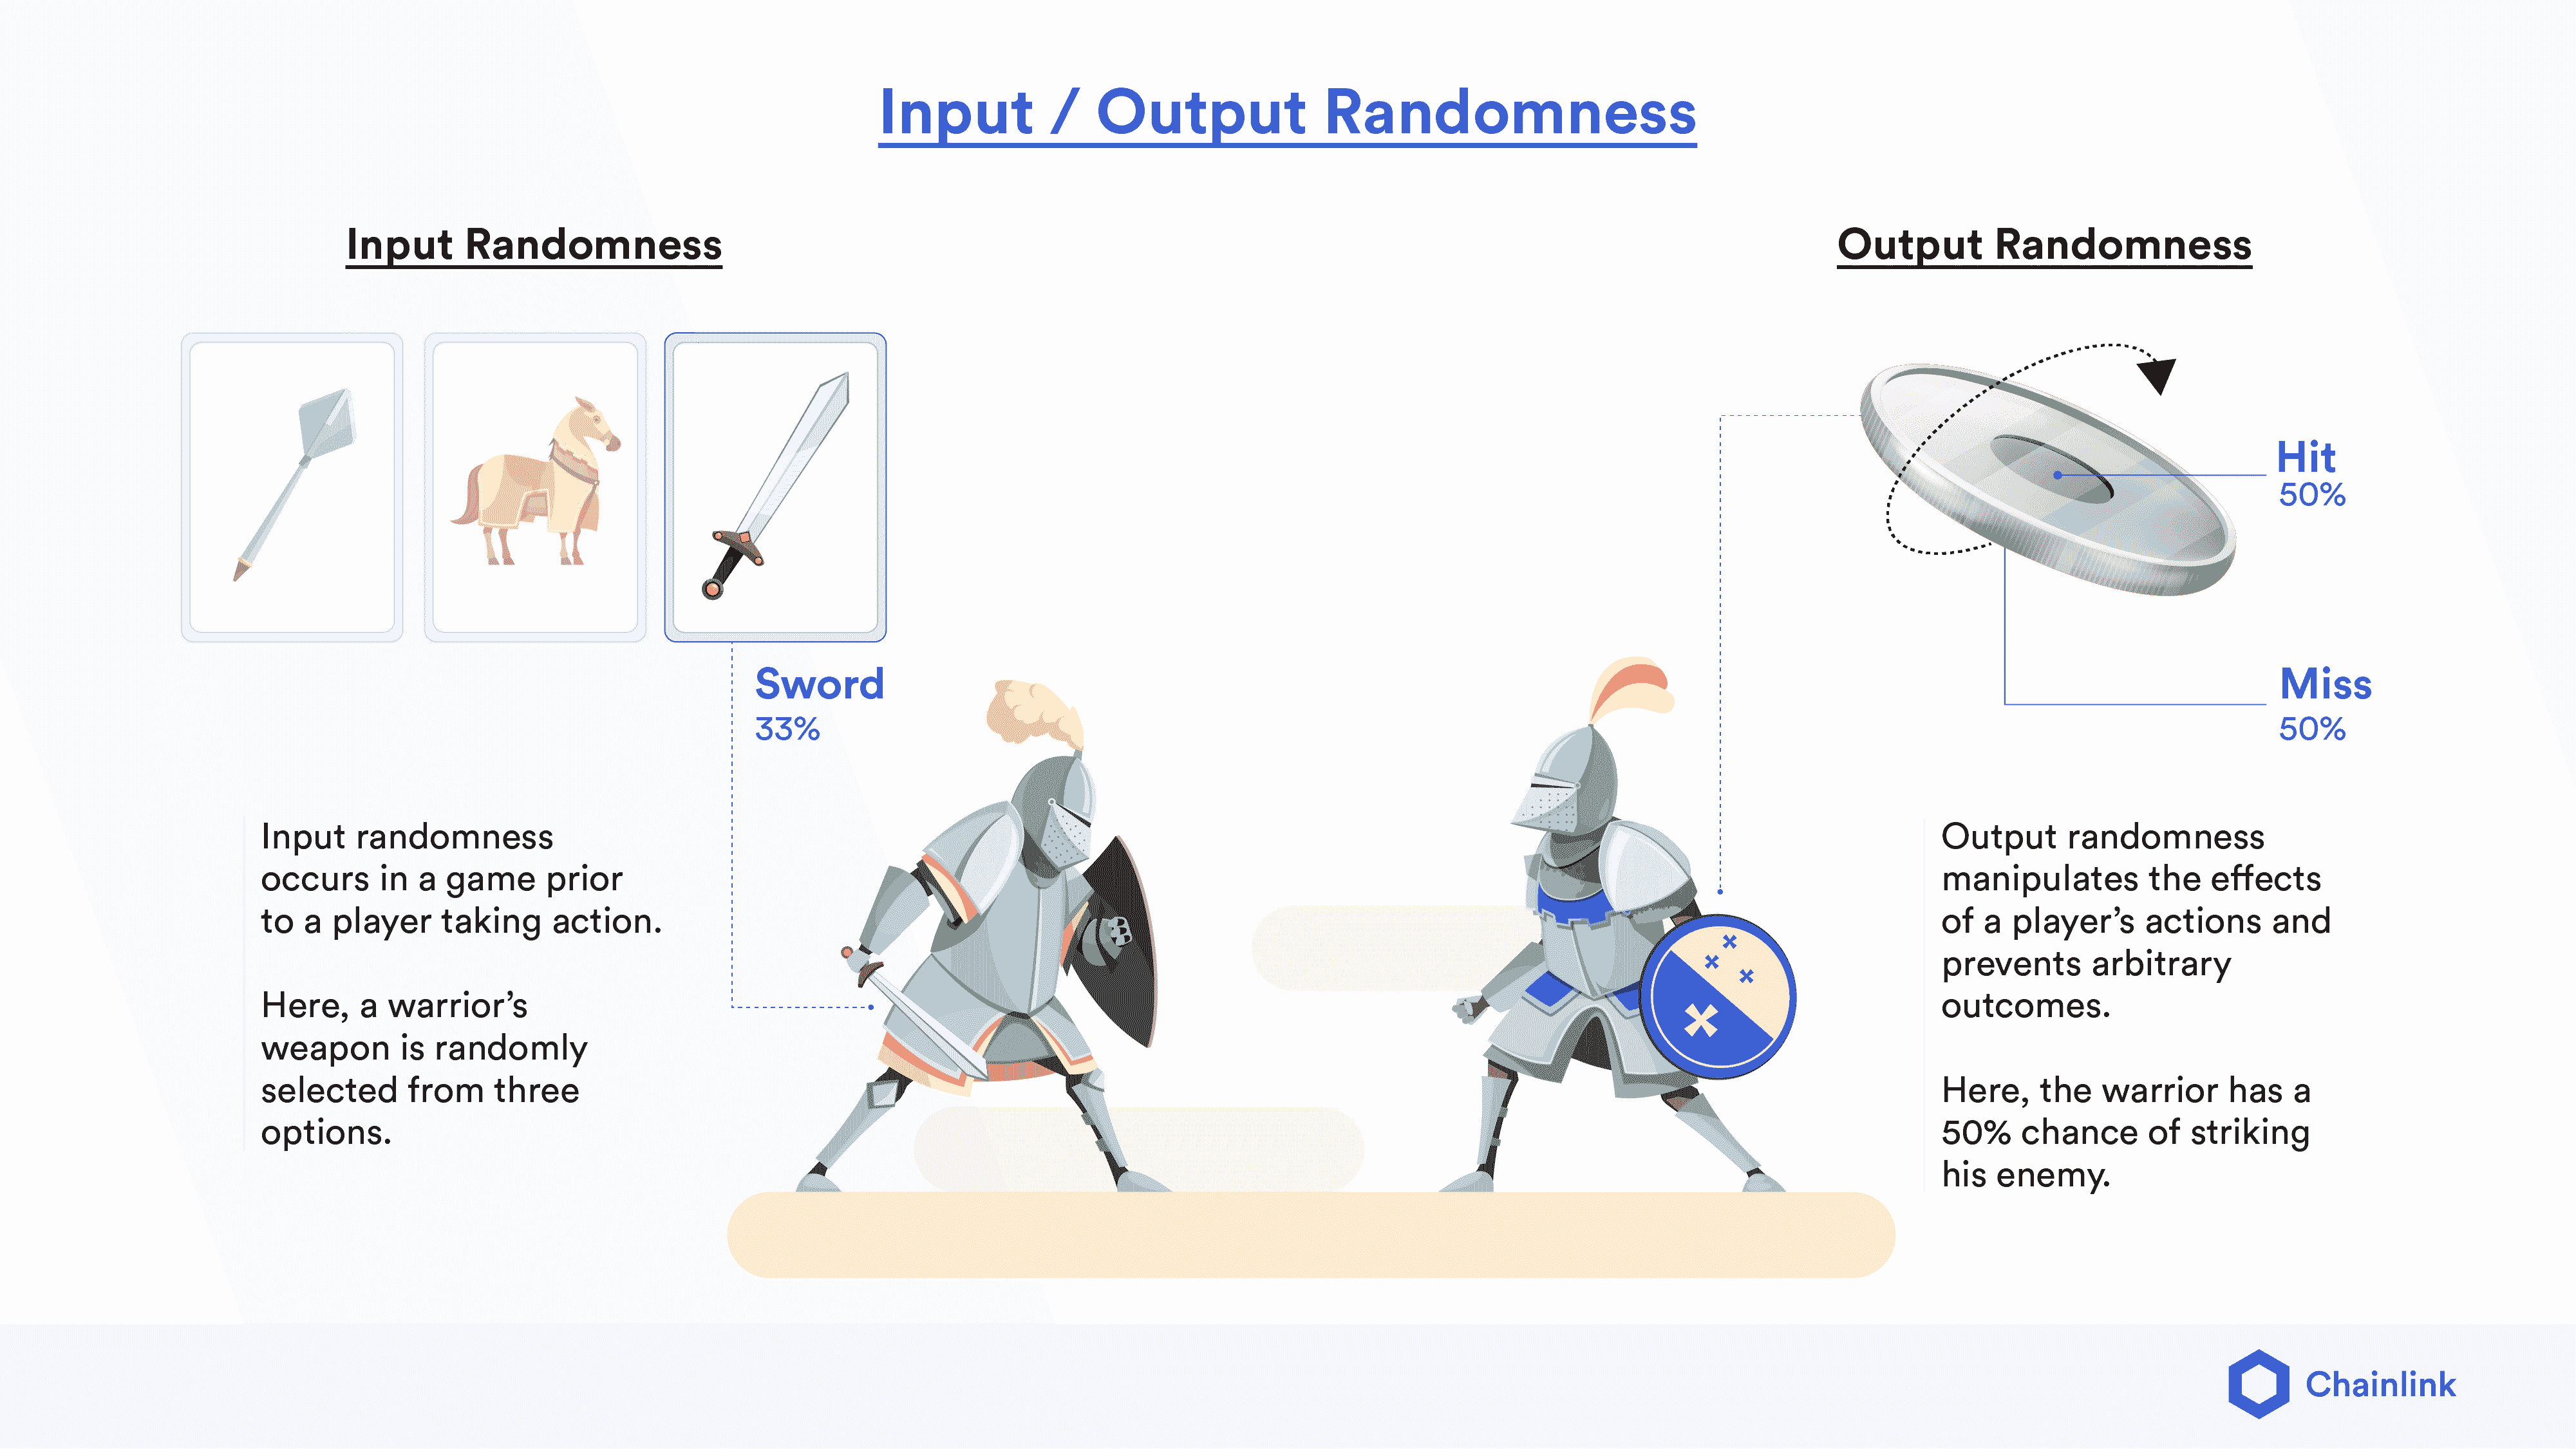 Input / Output Randomness
Input Randomness
Sword
33%
Input randomness
occurs in a game prior
to a player taking action.
Here, a warrior’s
weapon is randomly
selected from three
options.
Output Randomness
Hit
50%
Miss
50%
Output randomness
manipulates the effects
of a player’s actions and
prevents arbitrary
outcomes.
Here, the warrior has a
50% chance of striking
his enemy.
Chainlink